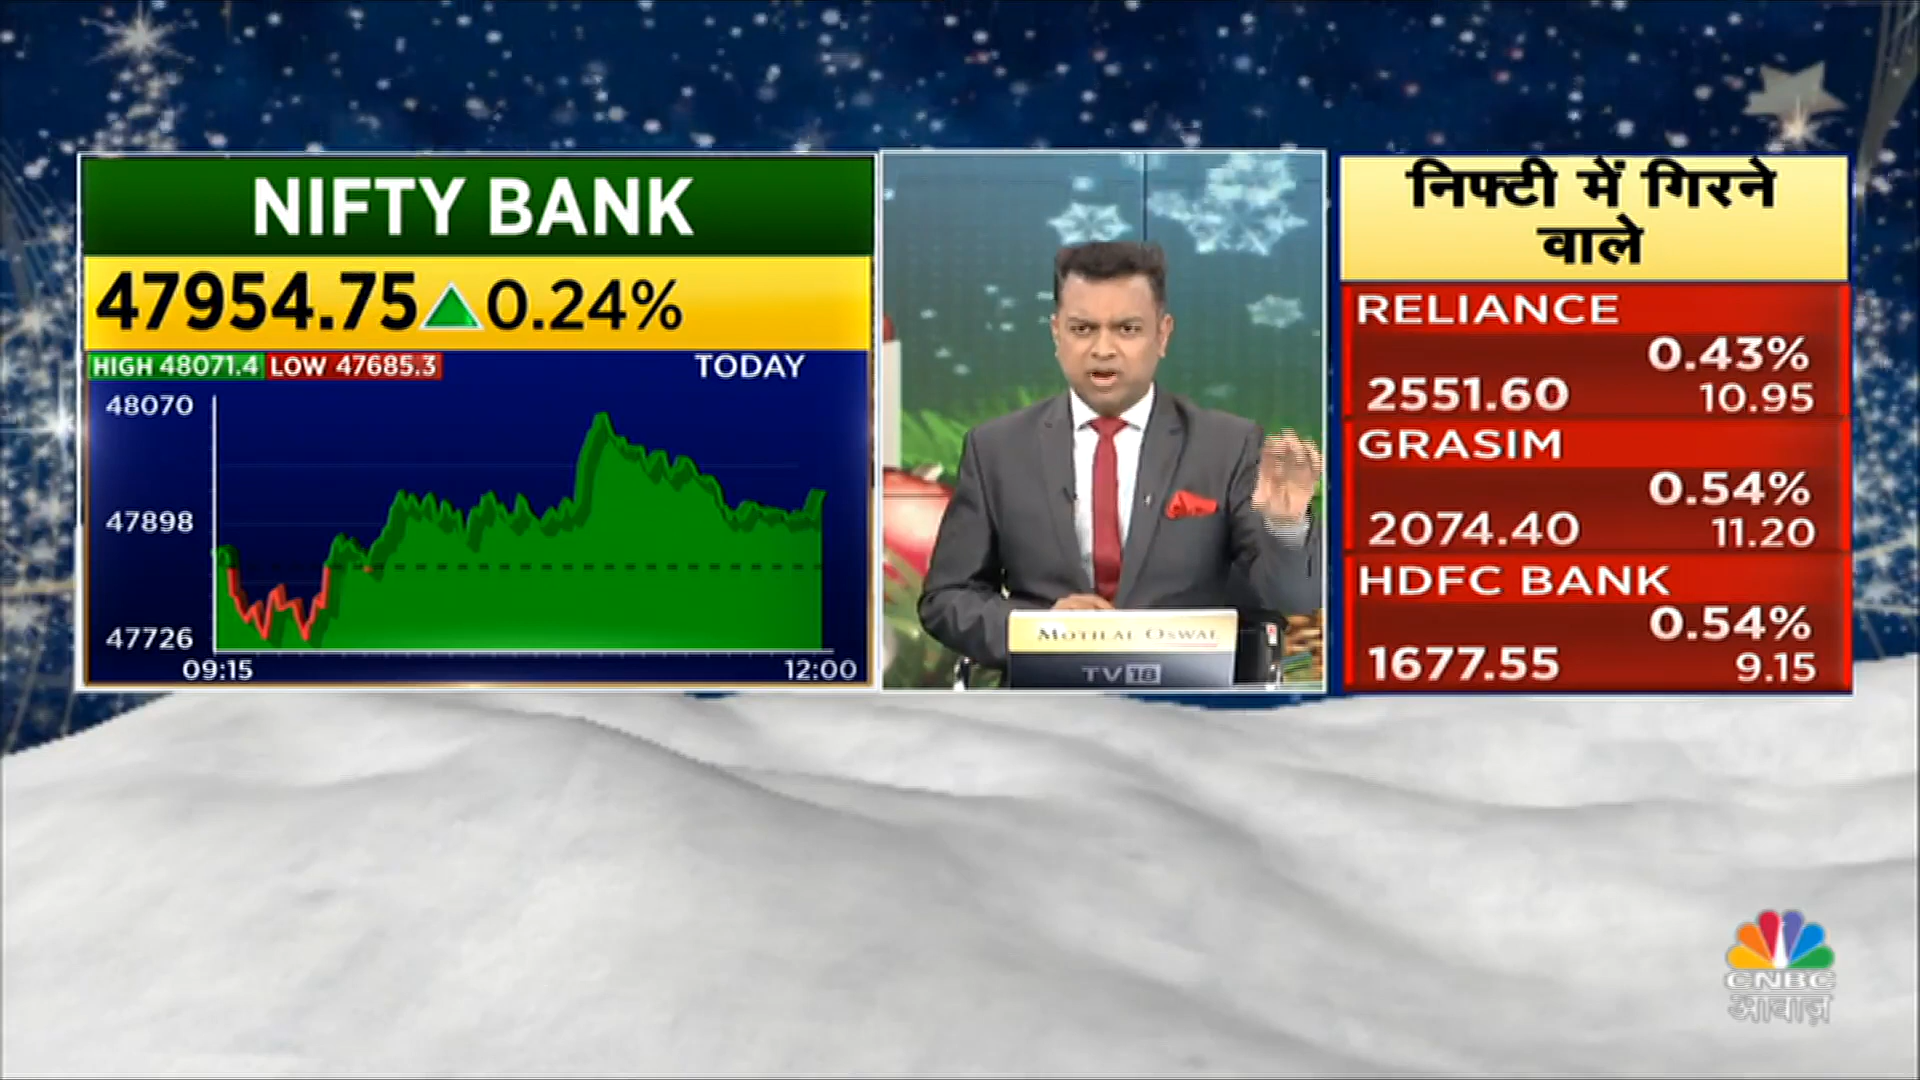 NIFTY BANK
47954.75 0.24%
HIGH 48071.4 LOW 47685.3 TODAY
48070
47898
47726
09:15 12:00
MOTILAL OSWAL
TV18
निफ्टी में गिरने
वाले
RELIANCE
0.43%
2551.60 10.95
GRASIM
0.54%
2074.40 11.20
HDFC BANK
0.54%
1677.55 9.15
CNBC
आवाज़